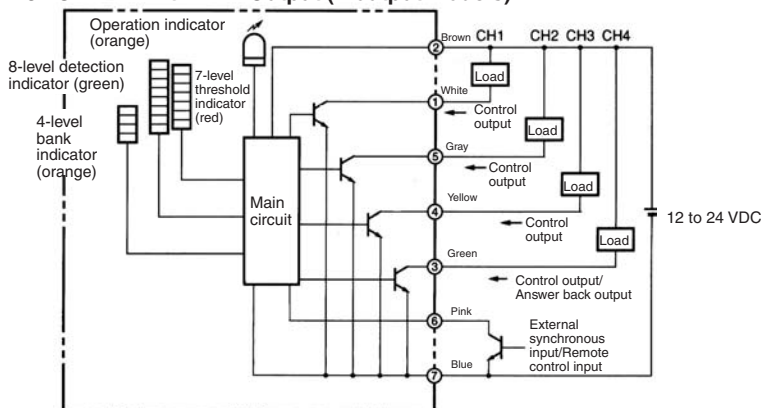 Operation indicator
(orange)
8-level detection
indicator (green)
7-level
threshold
indicator
(red)
4-level
bank
indicator
(orange)
Main
circuit
2
Brown
CH1
CH2
CH3
CH4
Load
White
1
Control
output
Load
Gray
5
Control
output
Load
Yellow
4
Control
output
12 to 24 VDC
Load
Green
3
Control output/
Answer back output
Pink
6
External
synchronous
input/Remote
control input
Blue
7